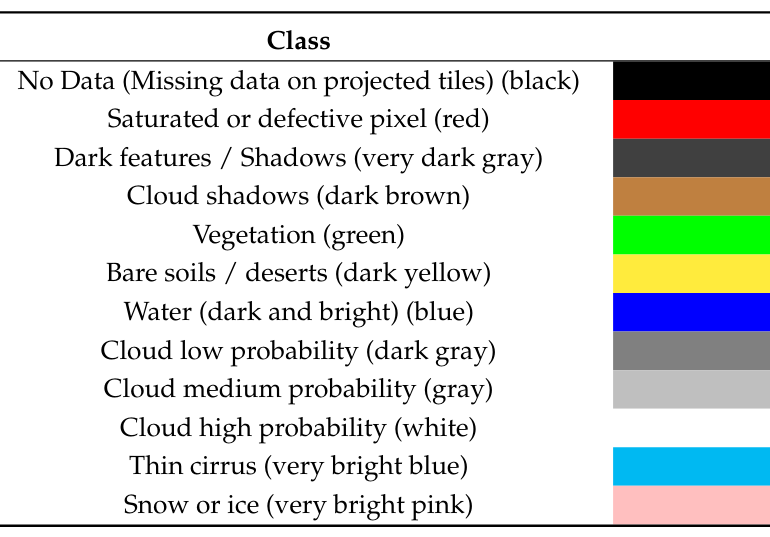 Class
No Data (Missing data on projected tiles) (black)
Saturated or defective pixel (red)
Dark features / Shadows (very dark gray)
Cloud shadows (dark brown)
Vegetation (green)
Bare soils / deserts (dark yellow)
Water (dark and bright) (blue)
Cloud low probability (dark gray)
Cloud medium probability (gray)
Cloud high probability (white)
Thin cirrus (very bright blue)
Snow or ice (very bright pink)